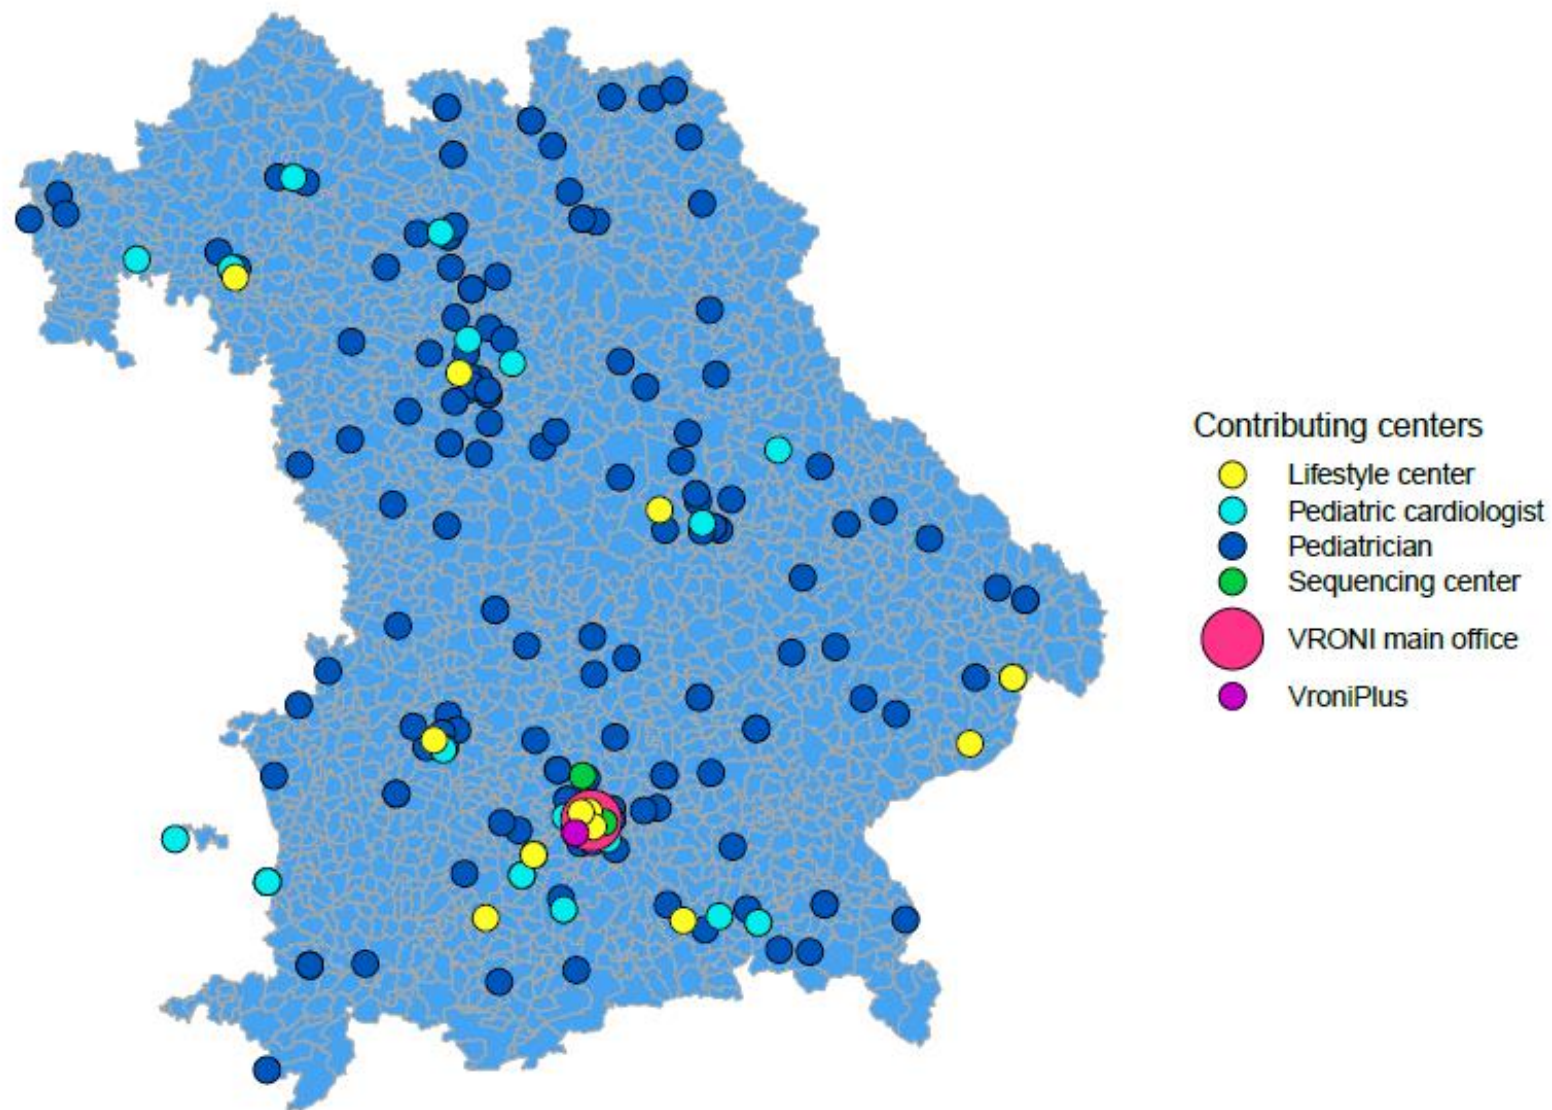 Contributing centers
Lifestyle center
Pediatric cardiologist
Pediatrician
Sequencing center
VRONI main office
VroniPlus